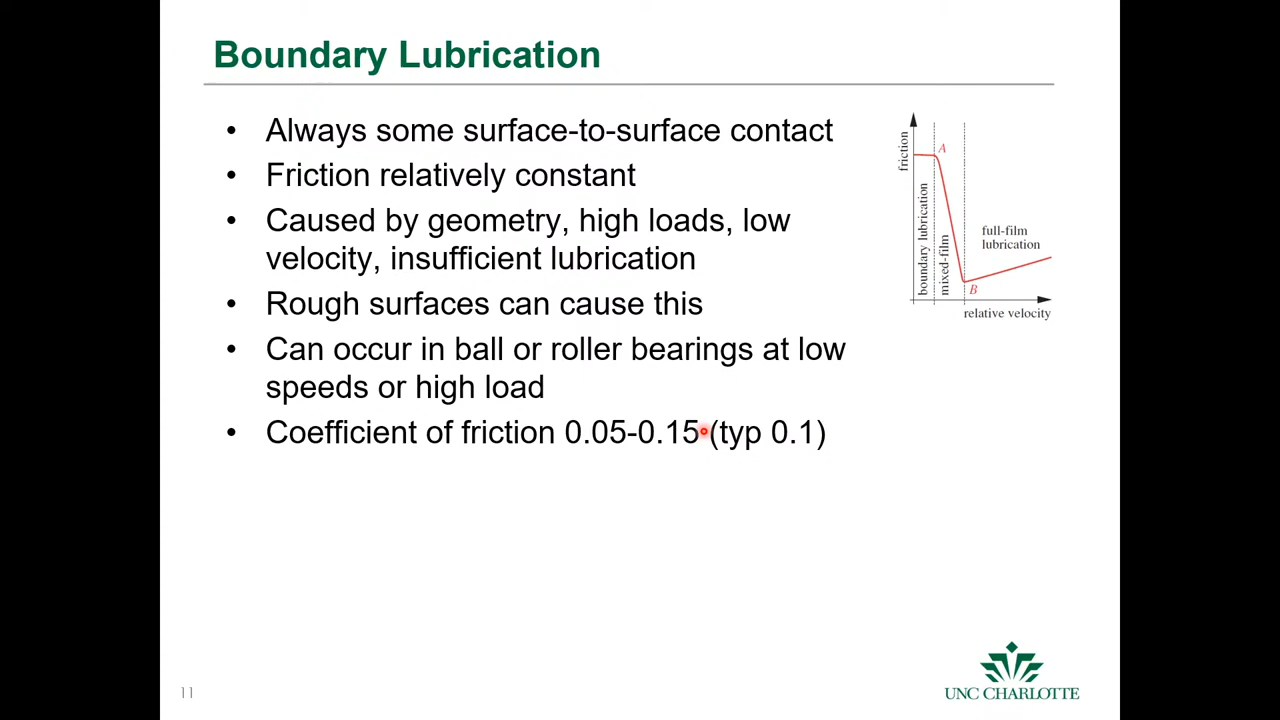 Boundary Lubrication
• Always some surface-to-surface contact
• Friction relatively constant
• Caused by geometry, high loads, low
velocity, insufficient lubrication
• Rough surfaces can cause this
• Can occur in ball or roller bearings at low
speeds or high load
• Coefficient of friction 0.05-0.15 (typ 0.1)
friction
A
boundary lubrication
mixed-film
full-film
lubrication
B
relative velocity
11
UNC CHARLOTTE